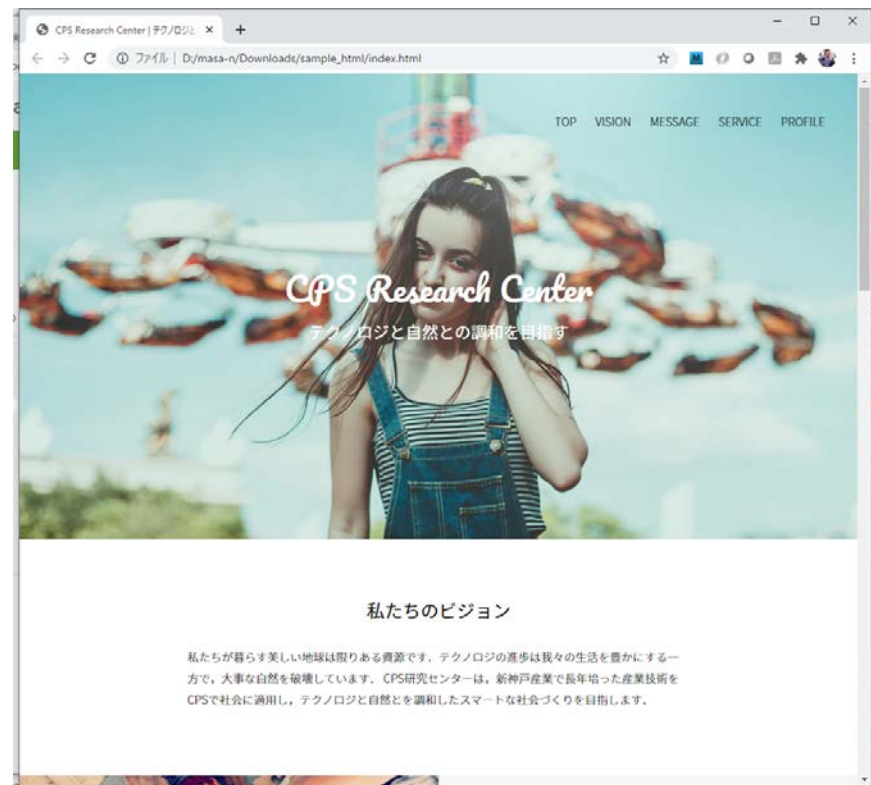 CPS Research Center | テクノロジと
ファイル | D:/masa-n/Downloads/sample_html/index.html
TOP VISION MESSAGE SERVICE PROFILE
CPS Research Center
テクノロジと自然との調和を目指す
私たちのビジョン
私たちが暮らす美しい地球は限りある資源です．テクノロジの進歩は我々の生活を豊かにする一
方で，大事な自然を破壊しています． CPS研究センターは，新神戸産業で長年培った産業技術を
CPSで社会に適用し，テクノロジと自然とを調和したスマートな社会づくりを目指します．